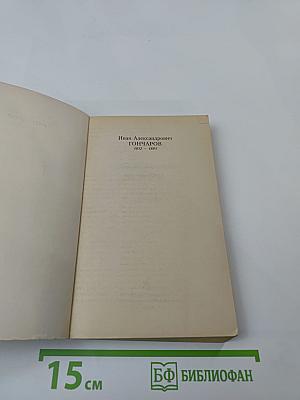 Иван Александрович
ГОНЧАРОВ
1812 — 1891
15 см
БФ БИБЛИОФАН